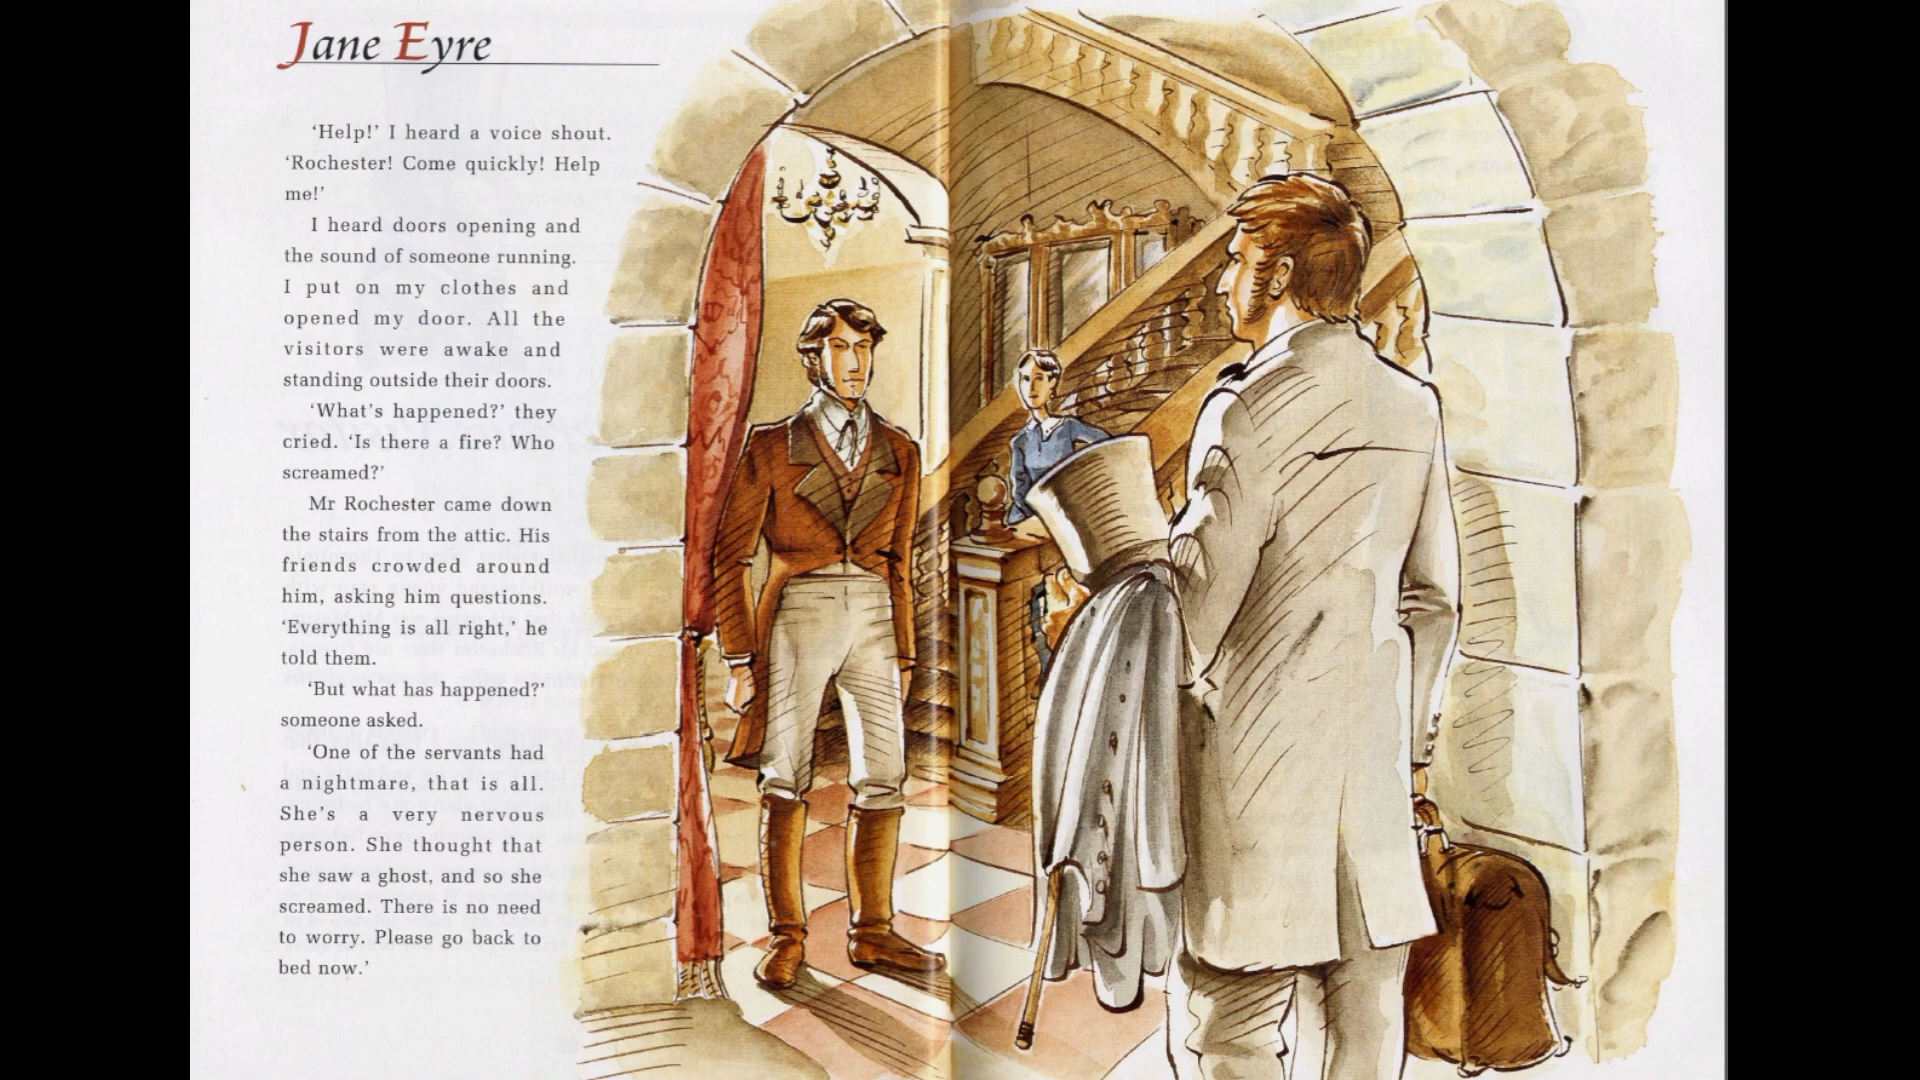 Jane Eyre
‘Help!’ I heard a voice shout.
‘Rochester! Come quickly! Help
me!’
I heard doors opening and
the sound of someone running.
I put on my clothes and
opened my door. All the
visitors were awake and
standing outside their doors.
‘What’s happened?’ they
cried. ‘Is there a fire? Who
screamed?’
Mr Rochester came down
the stairs from the attic. His
friends crowded around
him, asking him questions.
‘Everything is all right,’ he
told them.
‘But what has happened?’
someone asked.
‘One of the servants had
a nightmare, that is all.
She’s a very nervous
person. She thought that
she saw a ghost, and so she
screamed. There is no need
to worry. Please go back to
bed now.’